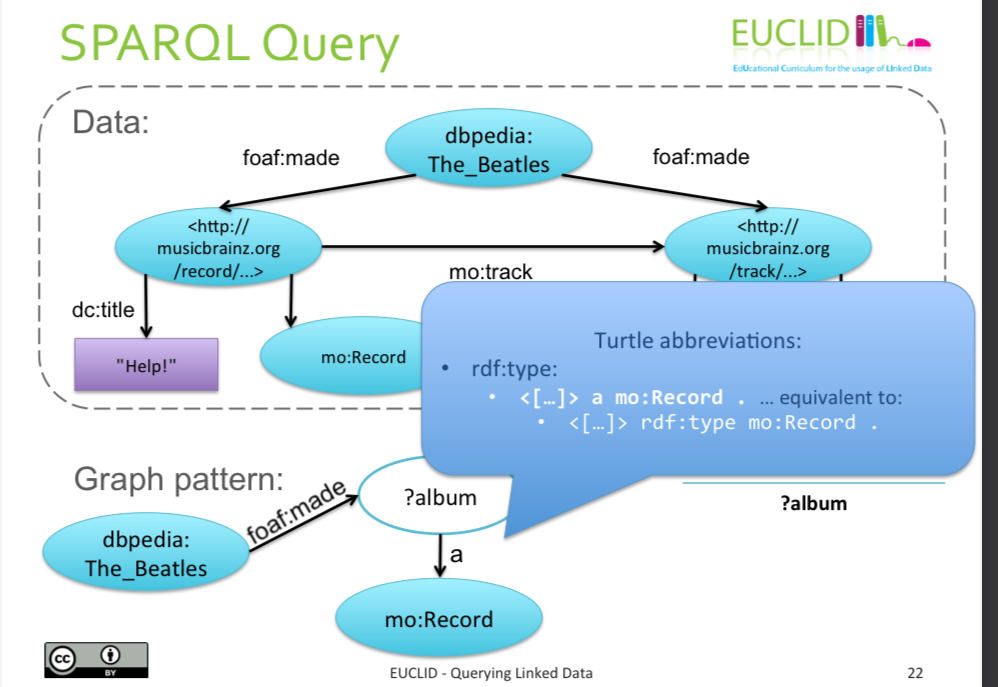 SPARQL Query
EUCLID
EdUcational Curriculum for the usage of LInked Data
Data:
dbpedia:
The_Beatles
foaf:made
foaf:made
<http://
musicbrainz.org
/record/...>
<http://
musicbrainz.org
/track/...>
mo:track
dc:title
"Help!"
mo:Record
Turtle abbreviations:
• rdf:type:
• <[…]> a mo:Record . … equivalent to:
• <[…]> rdf:type mo:Record .
Graph pattern:
foaf:made
?album
?album
dbpedia:
The_Beatles
a
mo:Record
cc
BY
EUCLID - Querying Linked Data
22